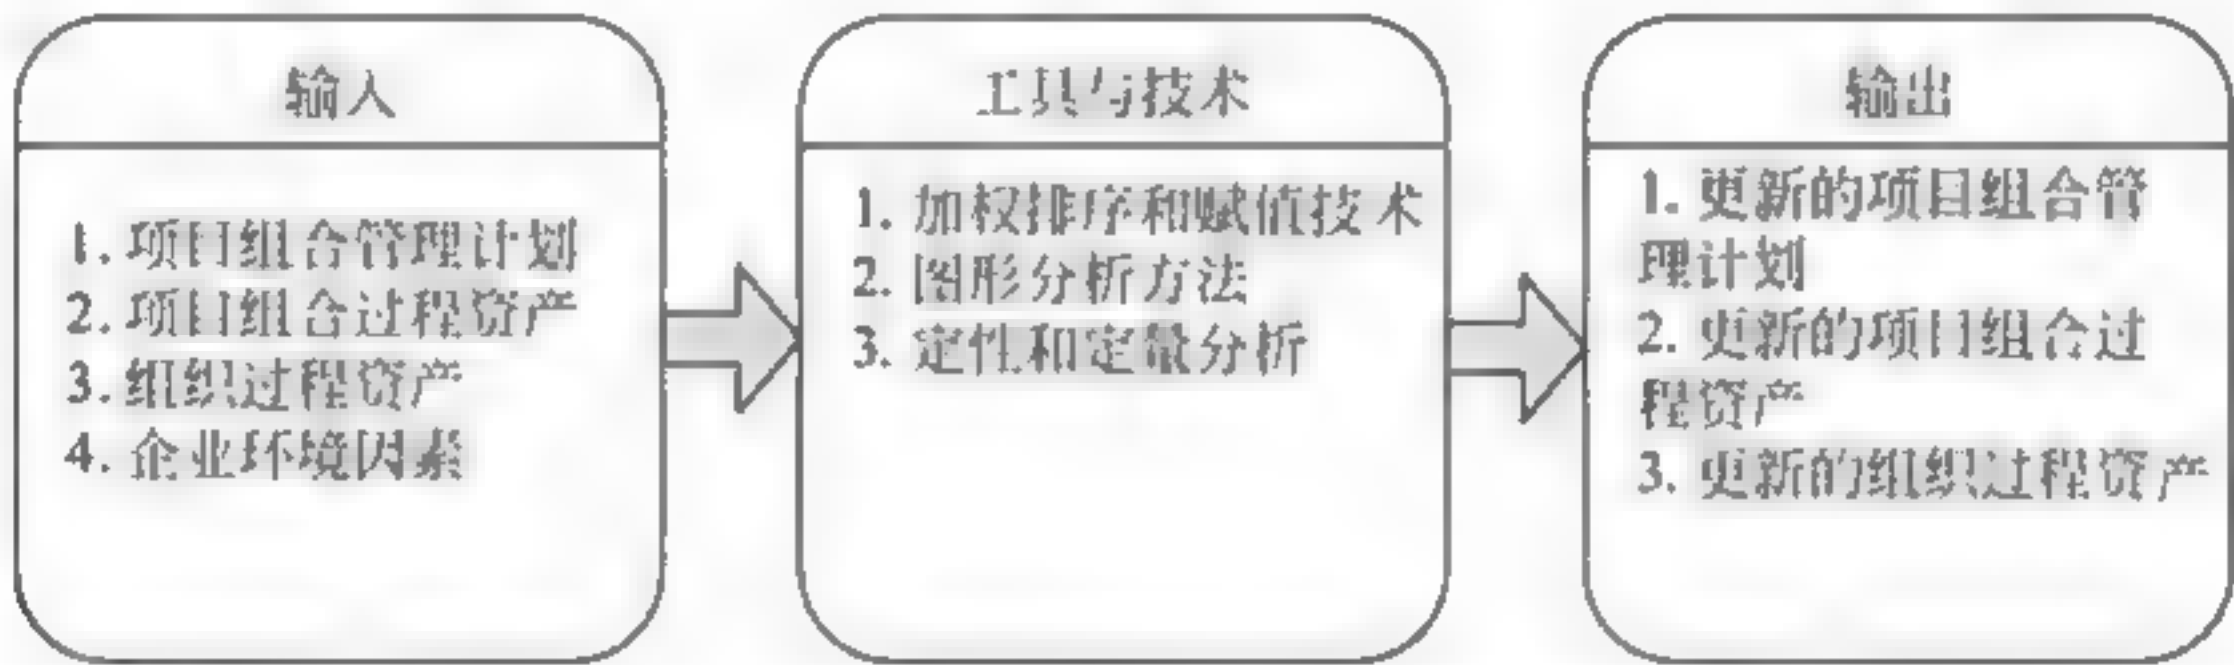 输入
1. 项目组合管理计划
2. 项目组合过程资产
3. 组织过程资产
4. 企业环境因素
工具与技术
1. 加权排序和赋值技术
2. 图形分析方法
3. 定性和定量分析
输出
1. 更新的项目组合管
理计划
2. 更新的项目组合过
程资产
3. 更新的组织过程资产